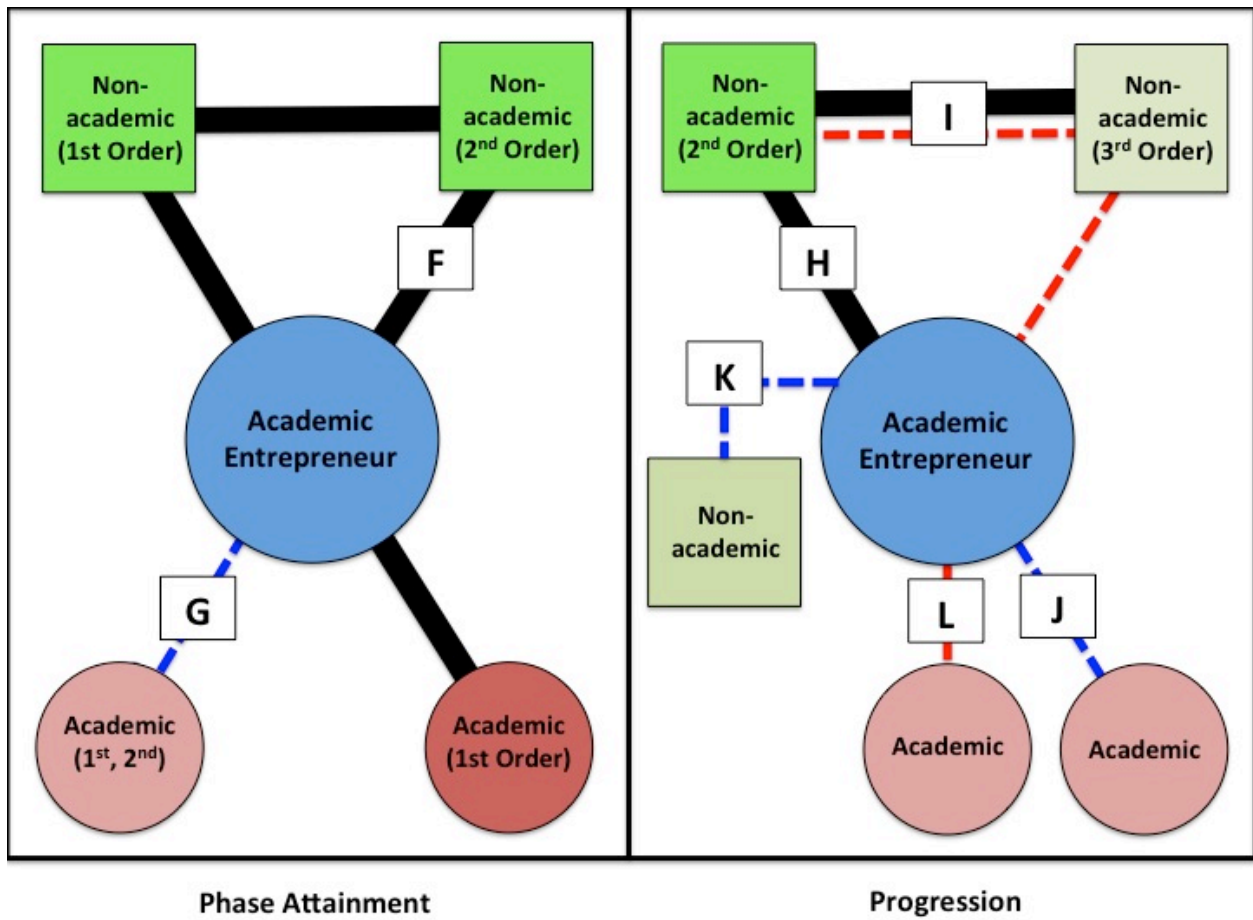 Non-
academic
(1st Order)
Non-
academic
(2nd Order)
F
Academic
Entrepreneur
G
Academic
(1st, 2nd)
Academic
(1st Order)
Phase Attainment
Non-
academic
(2nd Order)
I
Non-
academic
(3rd Order)
H
K
Academic
Entrepreneur
Non-
academic
L
J
Academic
Academic
Progression